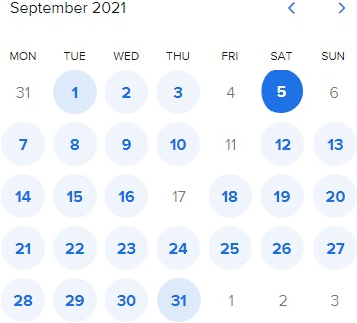 September 2021
MON TUE WED THU FRI SAT SUN
31 1 2 3 4 5 6
7 8 9 10 11 12 13
14 15 16 17 18 19 20
21 22 23 24 25 26 27
28 29 30 31 1 2 3